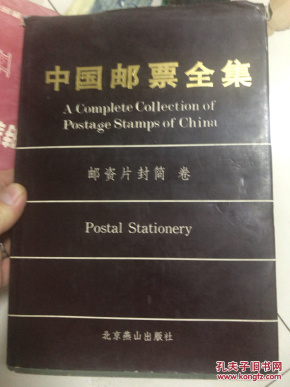 中国邮票全集
A Complete Collection of
Postage Stamps of China
邮资片封简 卷
Postal Stationery
北京燕山出版社
孔夫子旧书网